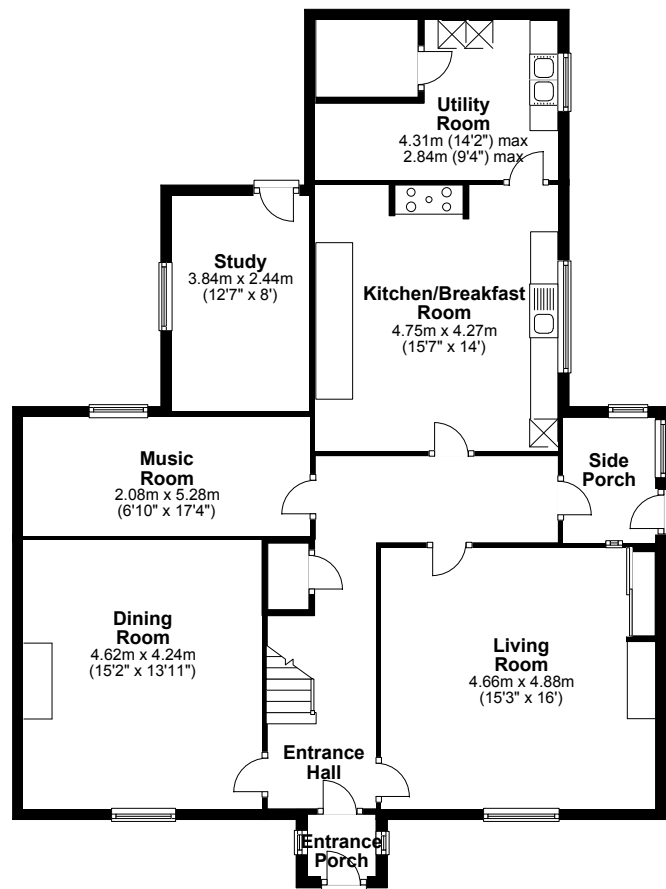 Utility
Room
4.31m (14'2") max
2.84m (9'4") max
Study
3.84m x 2.44m
(12'7" x 8')
Kitchen/Breakfast
Room
4.75m x 4.27m
(15'7" x 14')
Music
Room
2.08m x 5.28m
(6'10" x 17'4")
Side
Porch
Dining
Room
4.62m x 4.24m
(15'2" x 13'11")
Living
Room
4.66m x 4.88m
(15'3" x 16')
Entrance
Hall
Entrance
Porch